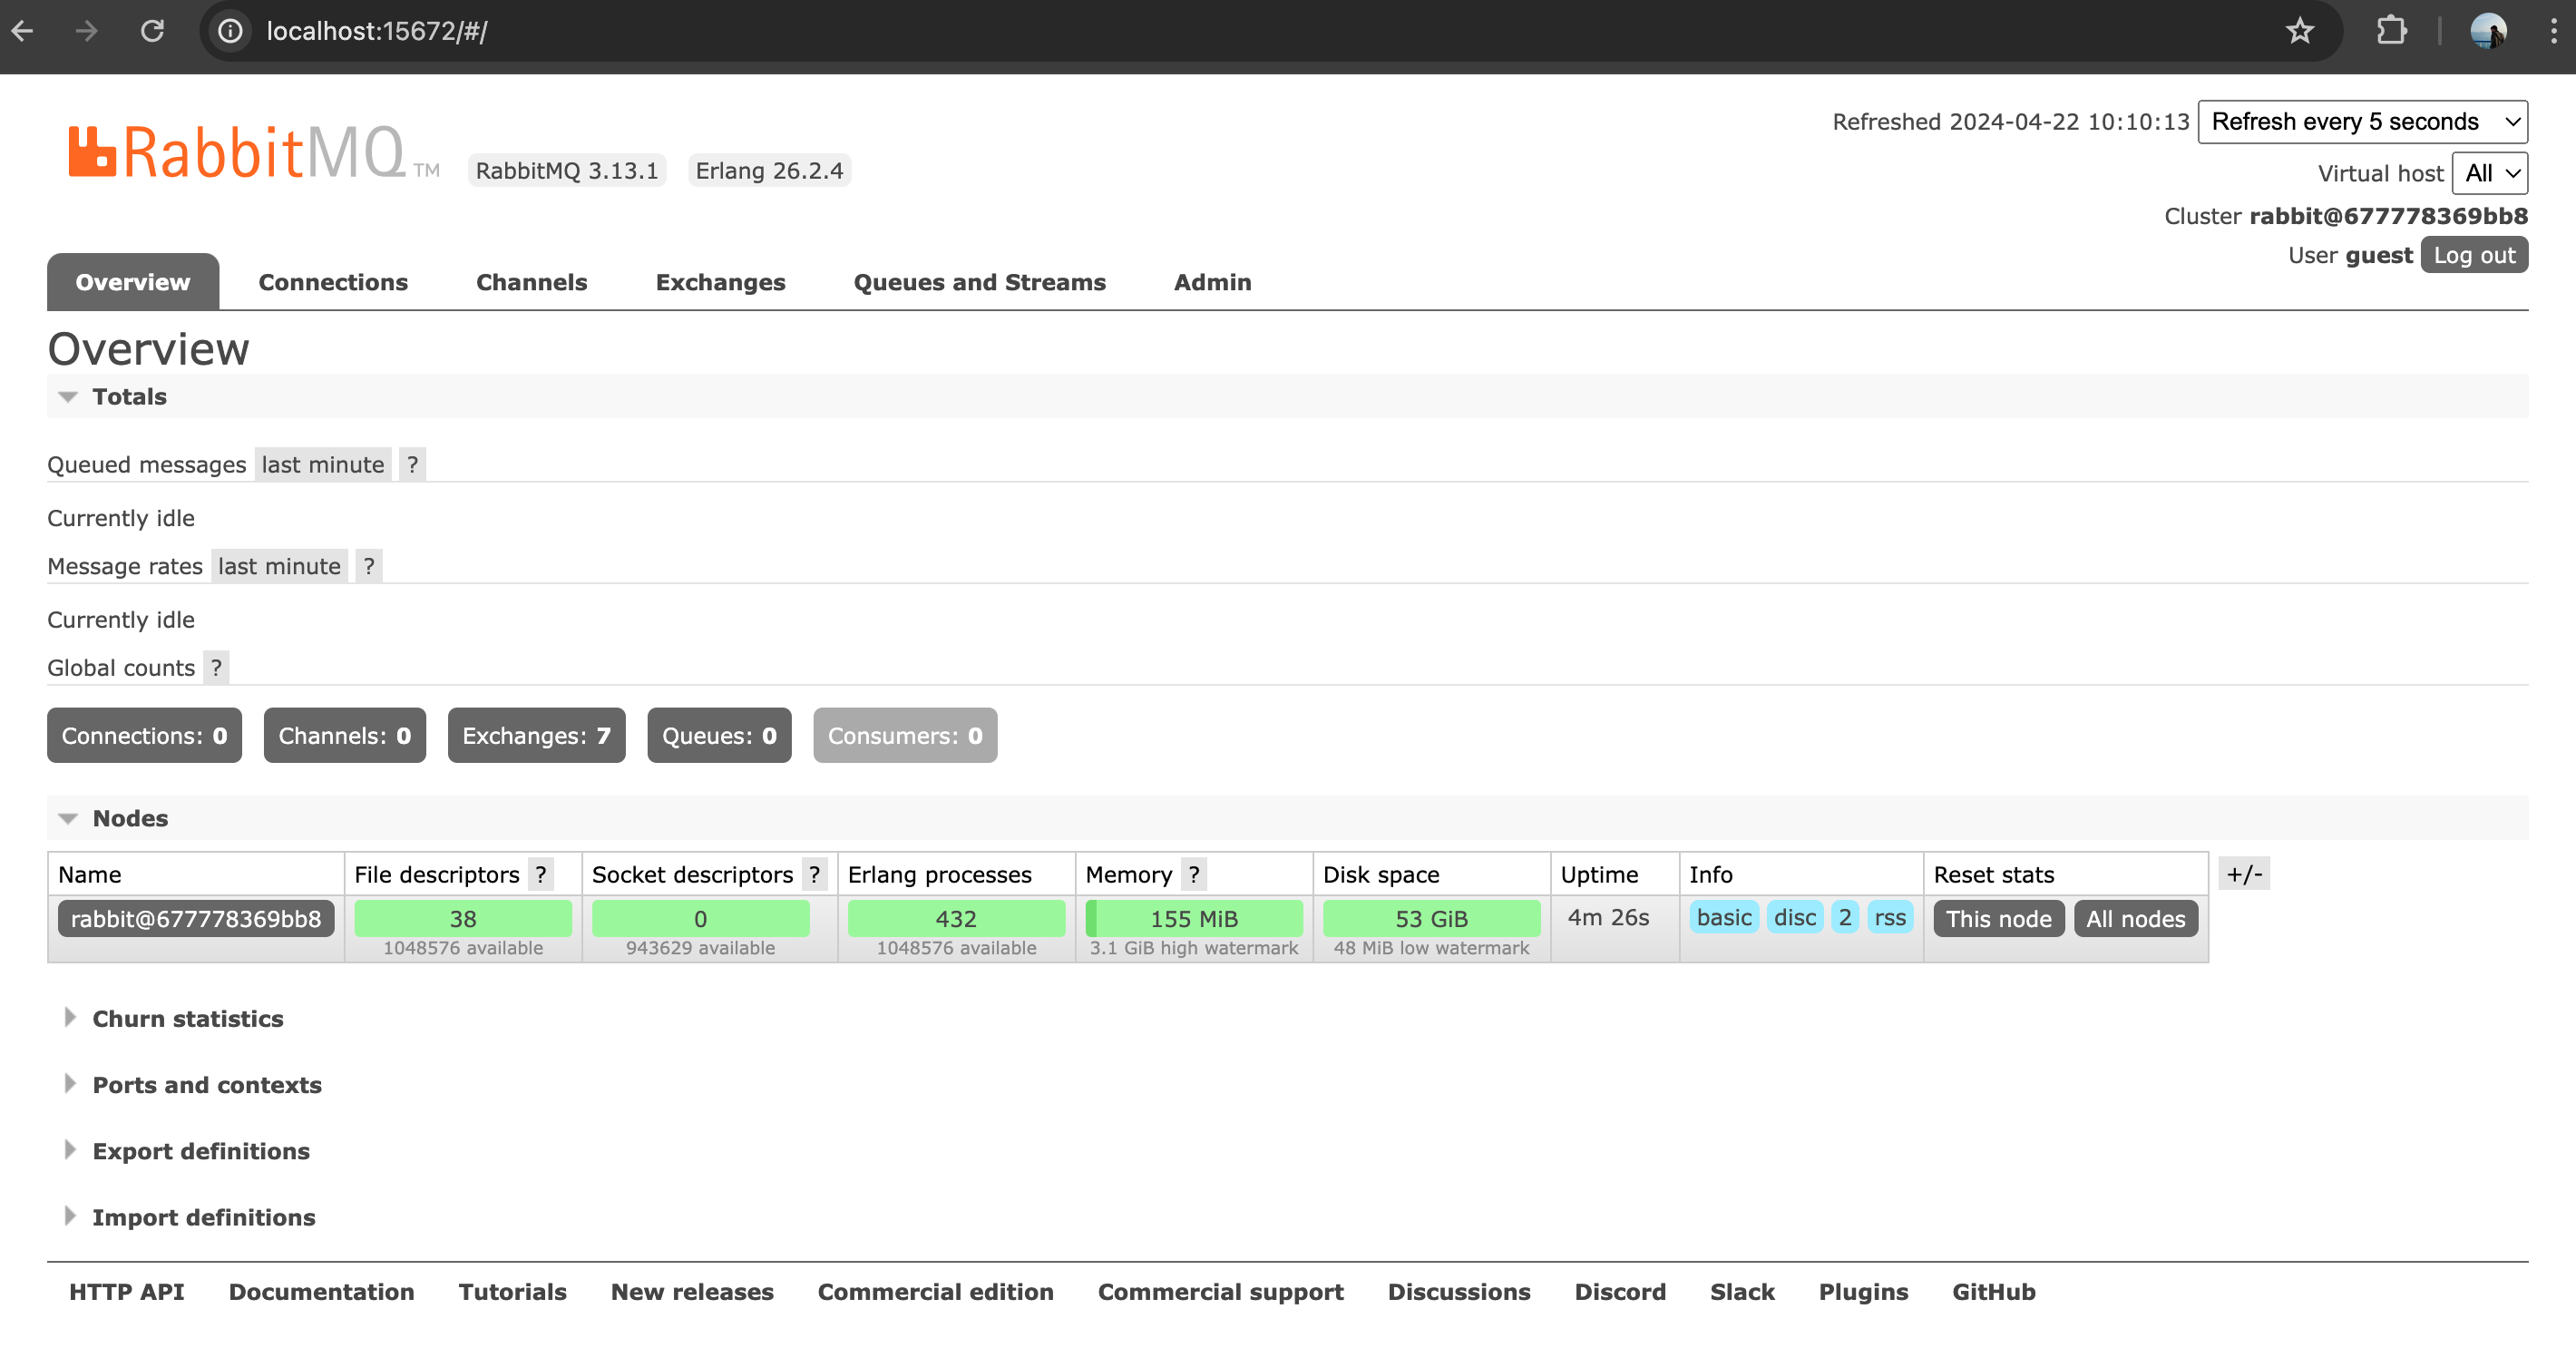 localhost:15672/#/
RabbitMQ TM RabbitMQ 3.13.1 Erlang 26.2.4
Refreshed 2024-04-22 10:10:13 Refresh every 5 seconds
Virtual host All
Cluster rabbit@677778369bb8
User guest Log out
Overview Connections Channels Exchanges Queues and Streams Admin
Overview
Totals
Queued messages last minute ?
Currently idle
Message rates last minute ?
Currently idle
Global counts ?
Connections: 0 Channels: 0 Exchanges: 7 Queues: 0 Consumers: 0
Nodes
Name File descriptors ? Socket descriptors ? Erlang processes Memory ? Disk space Uptime Info Reset stats +/-
rabbit@677778369bb8 38 0 432 155 MiB 53 GiB 4m 26s basic disc 2 rss This node All nodes
1048576 available 943629 available 1048576 available 3.1 GiB high watermark 48 MiB low watermark
Churn statistics
Ports and contexts
Export definitions
Import definitions
HTTP API Documentation Tutorials New releases Commercial edition Commercial support Discussions Discord Slack Plugins GitHub